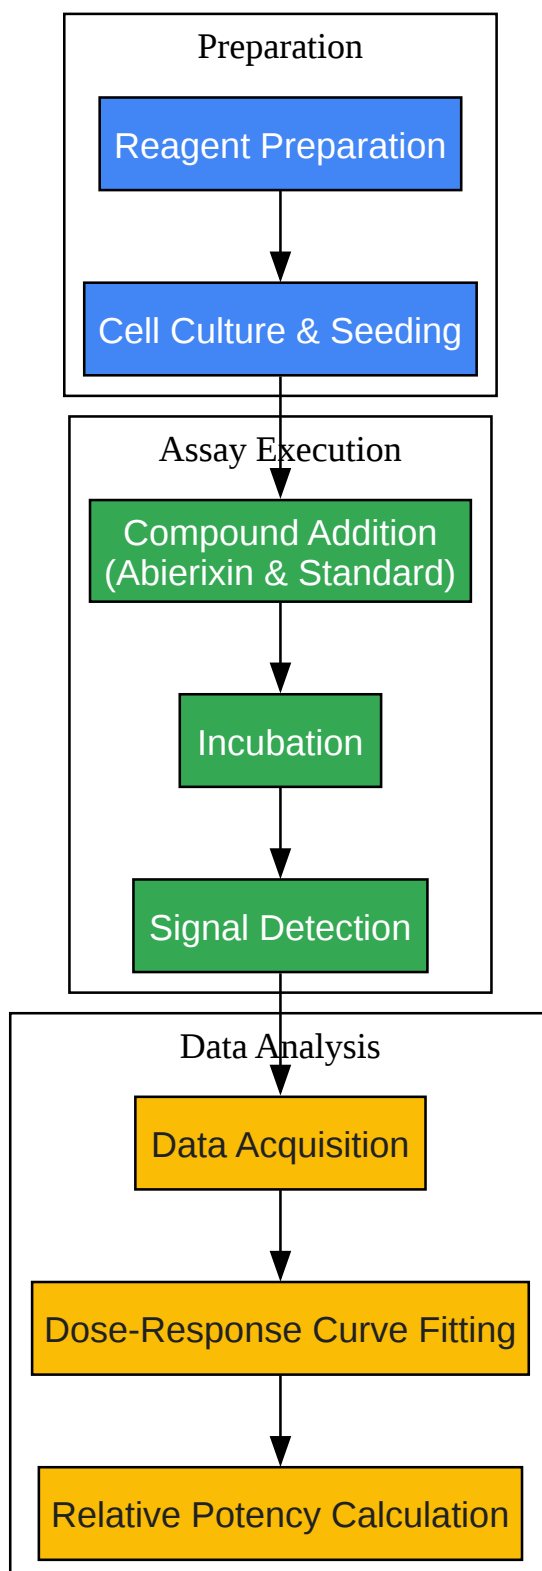 Preparation
Reagent Preparation
Cell Culture & Seeding
Assay Execution
Compound Addition
(Abierixin & Standard)
Incubation
Signal Detection
Data Analysis
Data Acquisition
Dose-Response Curve Fitting
Relative Potency Calculation